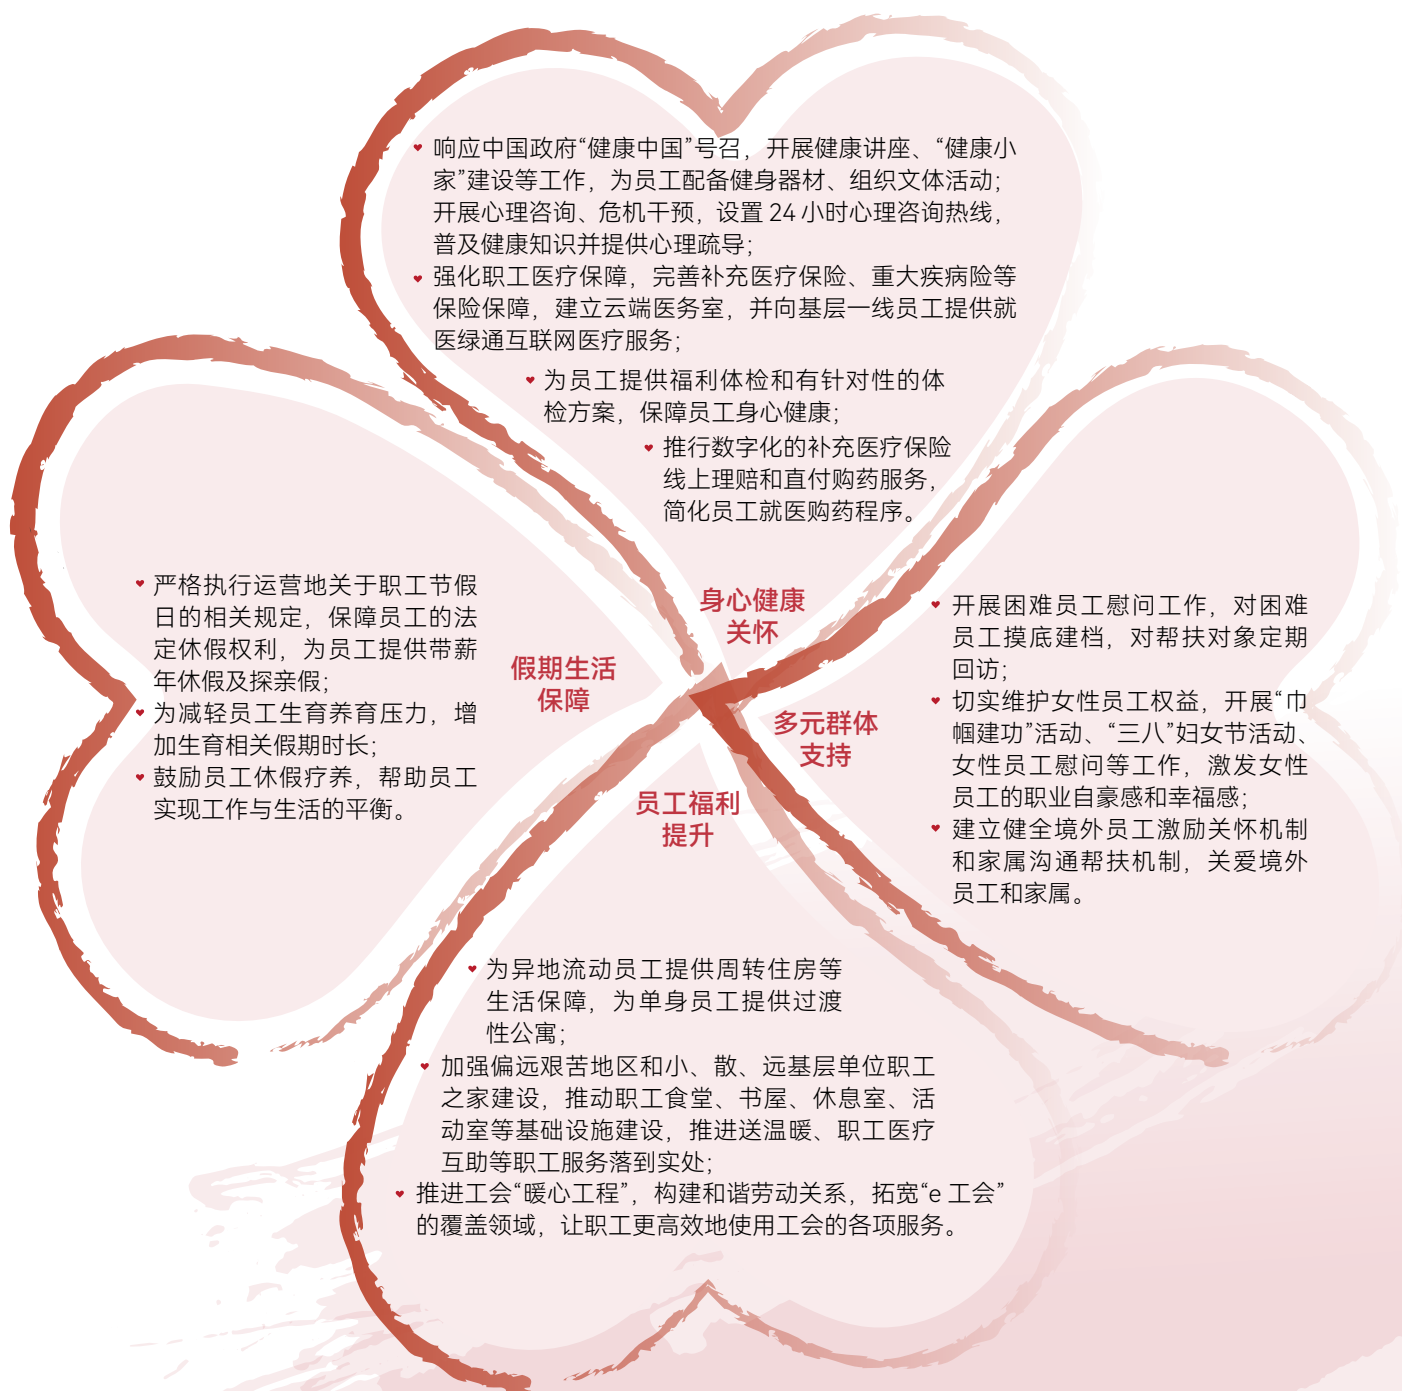 响应中国政府“健康中国”号召，开展健康讲座、“健康小
家”建设等工作，为员工配备健身器材、组织文体活动；
开展心理咨询、危机干预，设置 24 小时心理咨询热线，
普及健康知识并提供心理疏导；
强化职工医疗保障，完善补充医疗保险、重大疾病险等
保险保障，建立云端医务室，并向基层一线员工提供就
医绿通互联网医疗服务；
为员工提供福利体检和有针对性的体
检方案，保障员工身心健康；
推行数字化的补充医疗保险
线上理赔和直付购药服务，
简化员工就医购药程序。
身心健康
关怀
严格执行运营地关于职工节假
日的相关规定，保障员工的法
定休假权利，为员工提供带薪
年休假及探亲假；
为减轻员工生育养育压力，增
加生育相关假期时长；
鼓励员工休假疗养，帮助员工
实现工作与生活的平衡。
假期生活
保障
多元群体
支持
开展困难员工慰问工作，对困难
员工摸底建档，对帮扶对象定期
回访；
切实维护女性员工权益，开展“巾
帼建功”活动、“三八”妇女节活动、
女性员工慰问等工作，激发女性
员工的职业自豪感和幸福感；
建立健全境外员工激励关怀机制
和家属沟通帮扶机制，关爱境外
员工和家属。
员工福利
提升
为异地流动员工提供周转住房等
生活保障，为单身员工提供过渡
性公寓；
加强偏远艰苦地区和小、散、远基层单位职工
之家建设，推动职工食堂、书屋、休息室、活
动室等基础设施建设，推进送温暖、职工医疗
互助等职工服务落到实处；
推进工会“暖心工程”，构建和谐劳动关系，拓宽“e 工会”
的覆盖领域，让职工更高效地使用工会的各项服务。